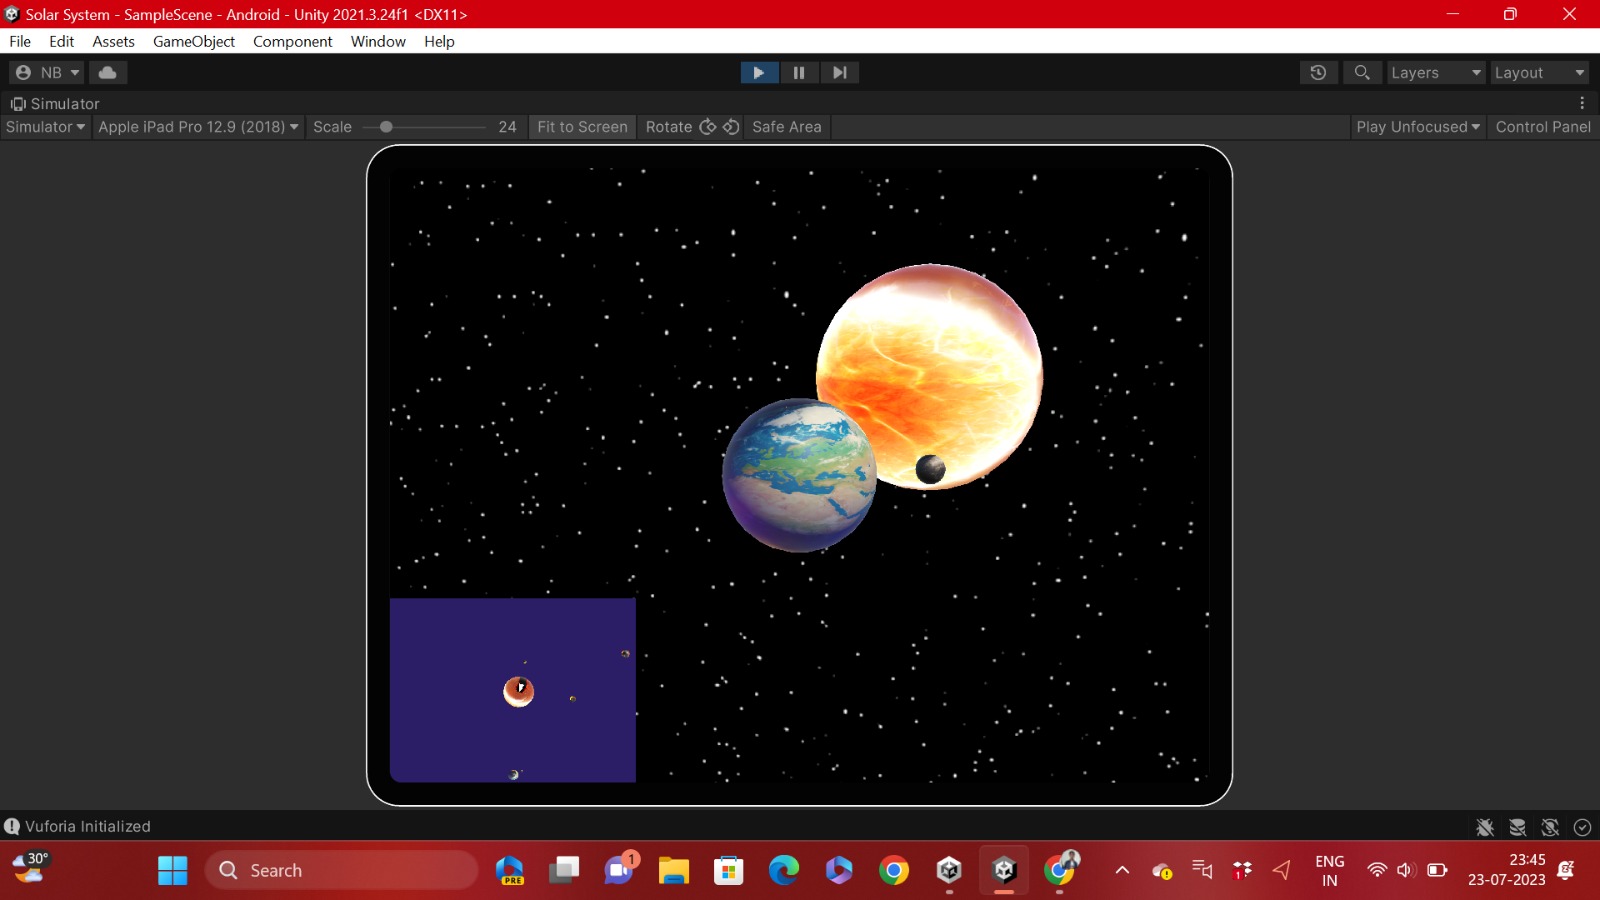 Solar System - SampleScene - Android - Unity 2021.3.24f1 <DX11>
File Edit Assets GameObject Component Window Help
NB Layers Layout
Simulator
Simulator Apple iPad Pro 12.9 (2018) Scale 24 Fit to Screen Rotate Safe Area Play Unfocused Control Panel
Vuforia Initialized
30°
Search
PRE
1
1
ENG
IN
23:45
23-07-2023